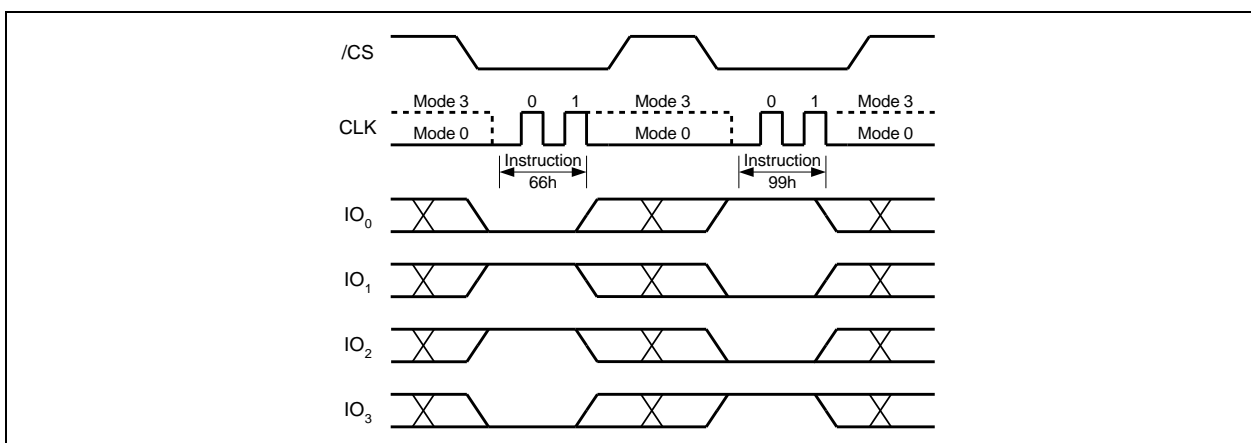 /CS
Mode 3 0 1 Mode 3 0 1 Mode 3
CLK
Mode 0 Mode 0 Mode 0
Instruction Instruction
66h 99h
IO0
IO1
IO2
IO3